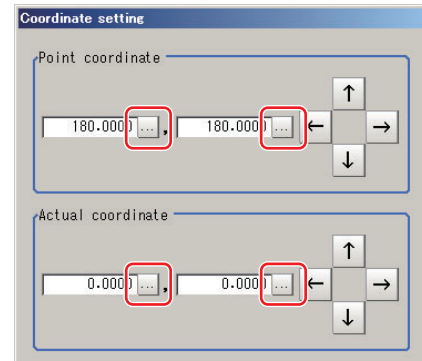 Coordinate setting
Point coordinate
↑
180.0000 ... , 180.0000 ... ← →
↓
Actual coordinate
↑
0.0000 ... , 0.0000 ... ← →
↓